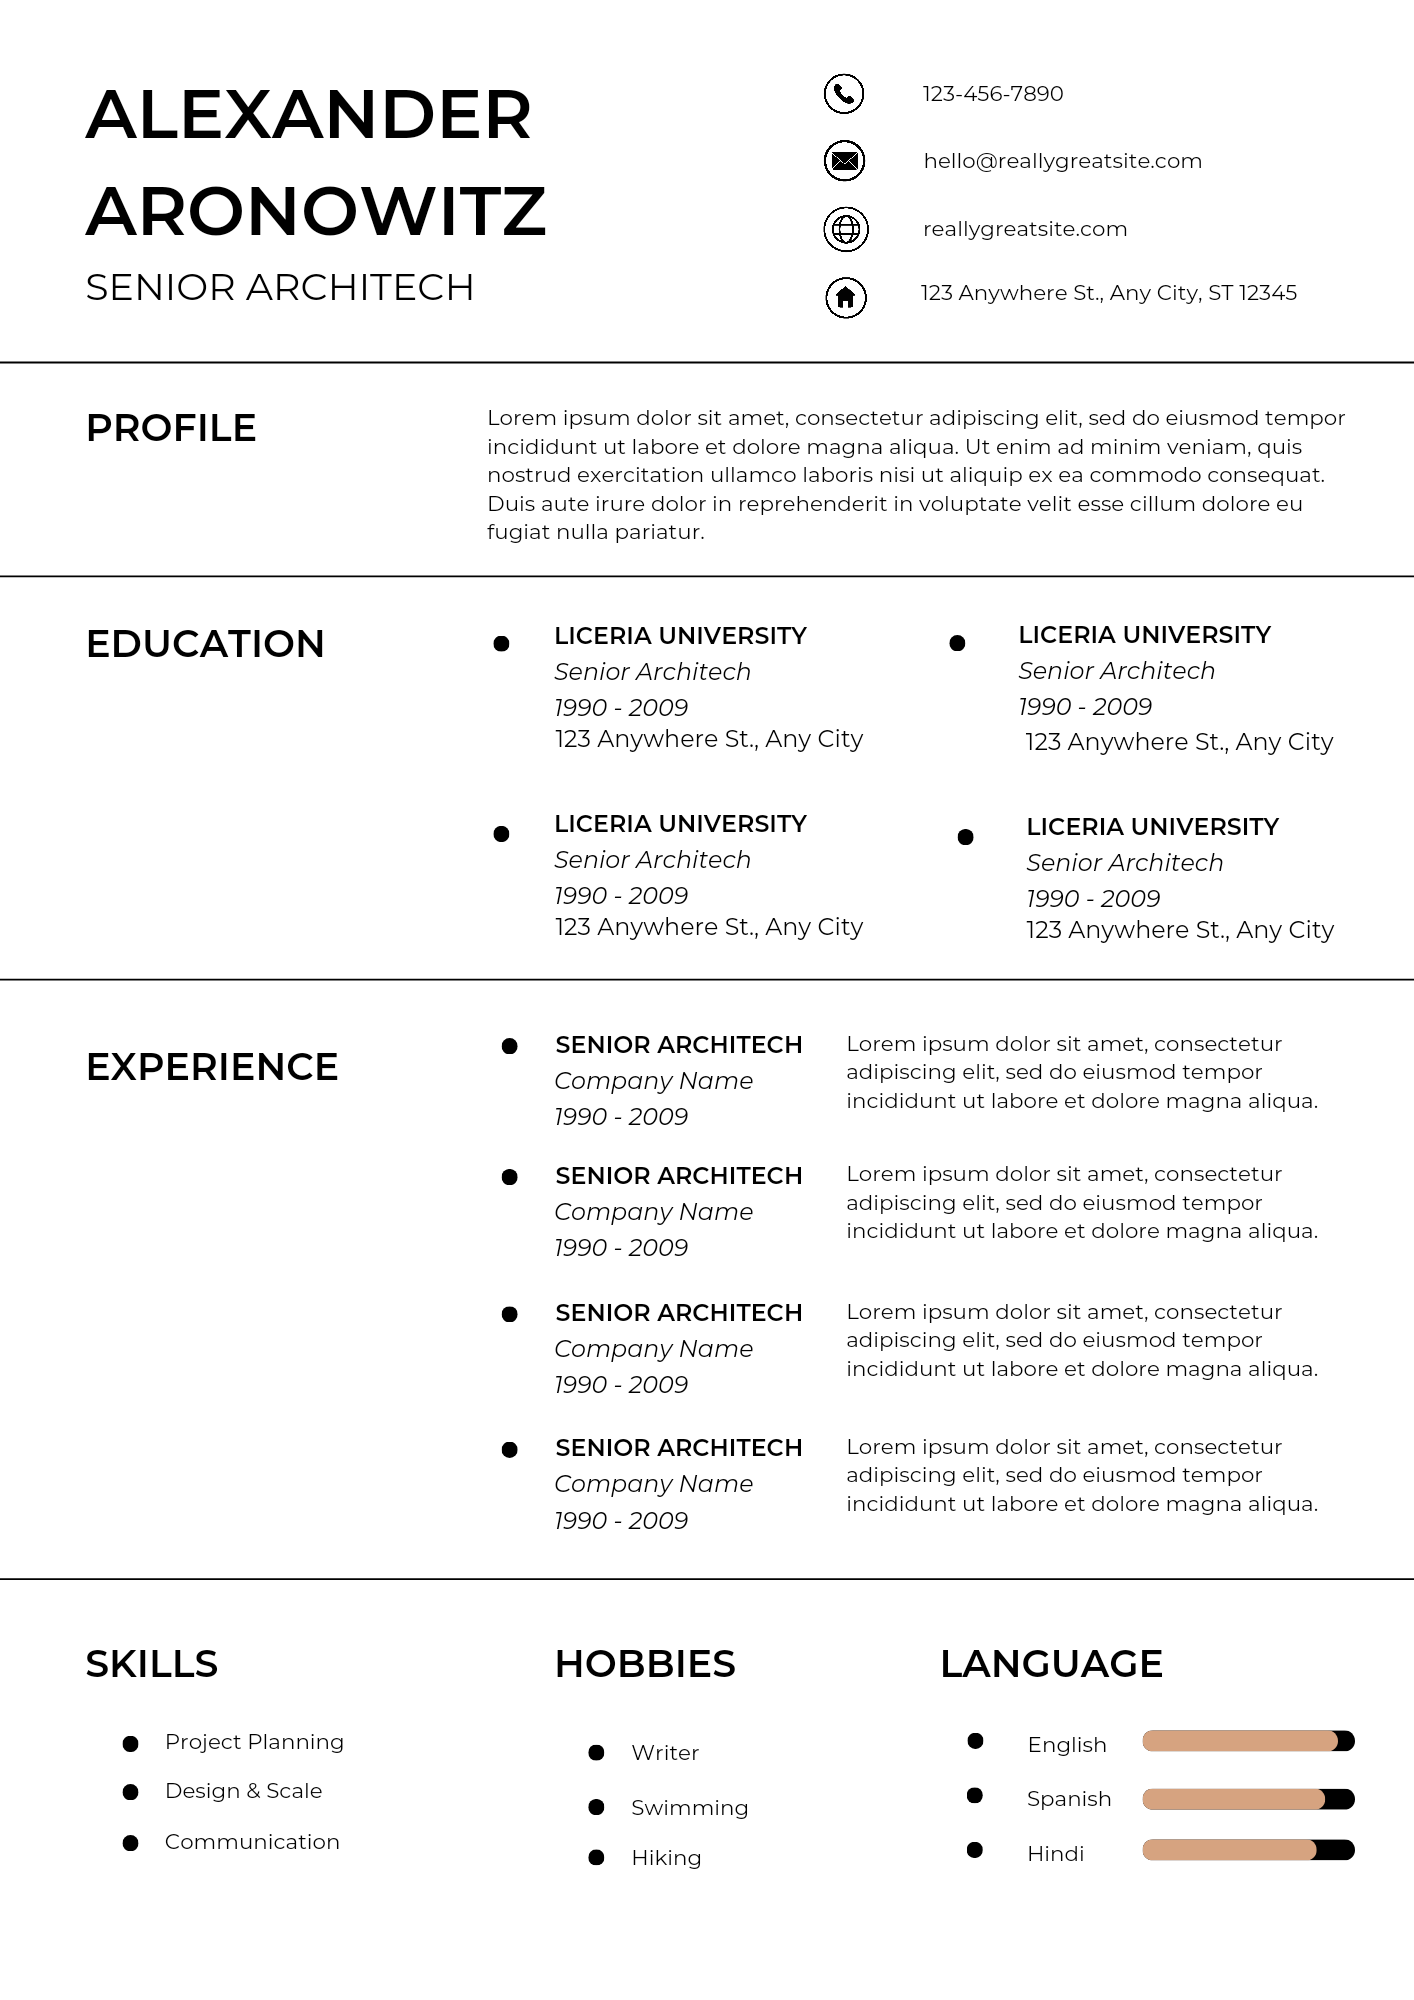 ALEXANDER
ARONOWITZ
SENIOR ARCHITECH
123-456-7890
hello@reallygreatsite.com
reallygreatsite.com
123 Anywhere St., Any City, ST 12345
PROFILE
Lorem ipsum dolor sit amet, consectetur adipiscing elit, sed do eiusmod tempor
incididunt ut labore et dolore magna aliqua. Ut enim ad minim veniam, quis
nostrud exercitation ullamco laboris nisi ut aliquip ex ea commodo consequat.
Duis aute irure dolor in reprehenderit in voluptate velit esse cillum dolore eu
fugiat nulla pariatur.
EDUCATION
LICERIA UNIVERSITY
Senior Architech
1990 - 2009
123 Anywhere St., Any City
LICERIA UNIVERSITY
Senior Architech
1990 - 2009
123 Anywhere St., Any City
LICERIA UNIVERSITY
Senior Architech
1990 - 2009
123 Anywhere St., Any City
LICERIA UNIVERSITY
Senior Architech
1990 - 2009
123 Anywhere St., Any City
EXPERIENCE
SENIOR ARCHITECH
Company Name
1990 - 2009
Lorem ipsum dolor sit amet, consectetur
adipiscing elit, sed do eiusmod tempor
incididunt ut labore et dolore magna aliqua.
SENIOR ARCHITECH
Company Name
1990 - 2009
Lorem ipsum dolor sit amet, consectetur
adipiscing elit, sed do eiusmod tempor
incididunt ut labore et dolore magna aliqua.
SENIOR ARCHITECH
Company Name
1990 - 2009
Lorem ipsum dolor sit amet, consectetur
adipiscing elit, sed do eiusmod tempor
incididunt ut labore et dolore magna aliqua.
SENIOR ARCHITECH
Company Name
1990 - 2009
Lorem ipsum dolor sit amet, consectetur
adipiscing elit, sed do eiusmod tempor
incididunt ut labore et dolore magna aliqua.
SKILLS
Project Planning
Design & Scale
Communication
HOBBIES
Writer
Swimming
Hiking
LANGUAGE
English
Spanish
Hindi